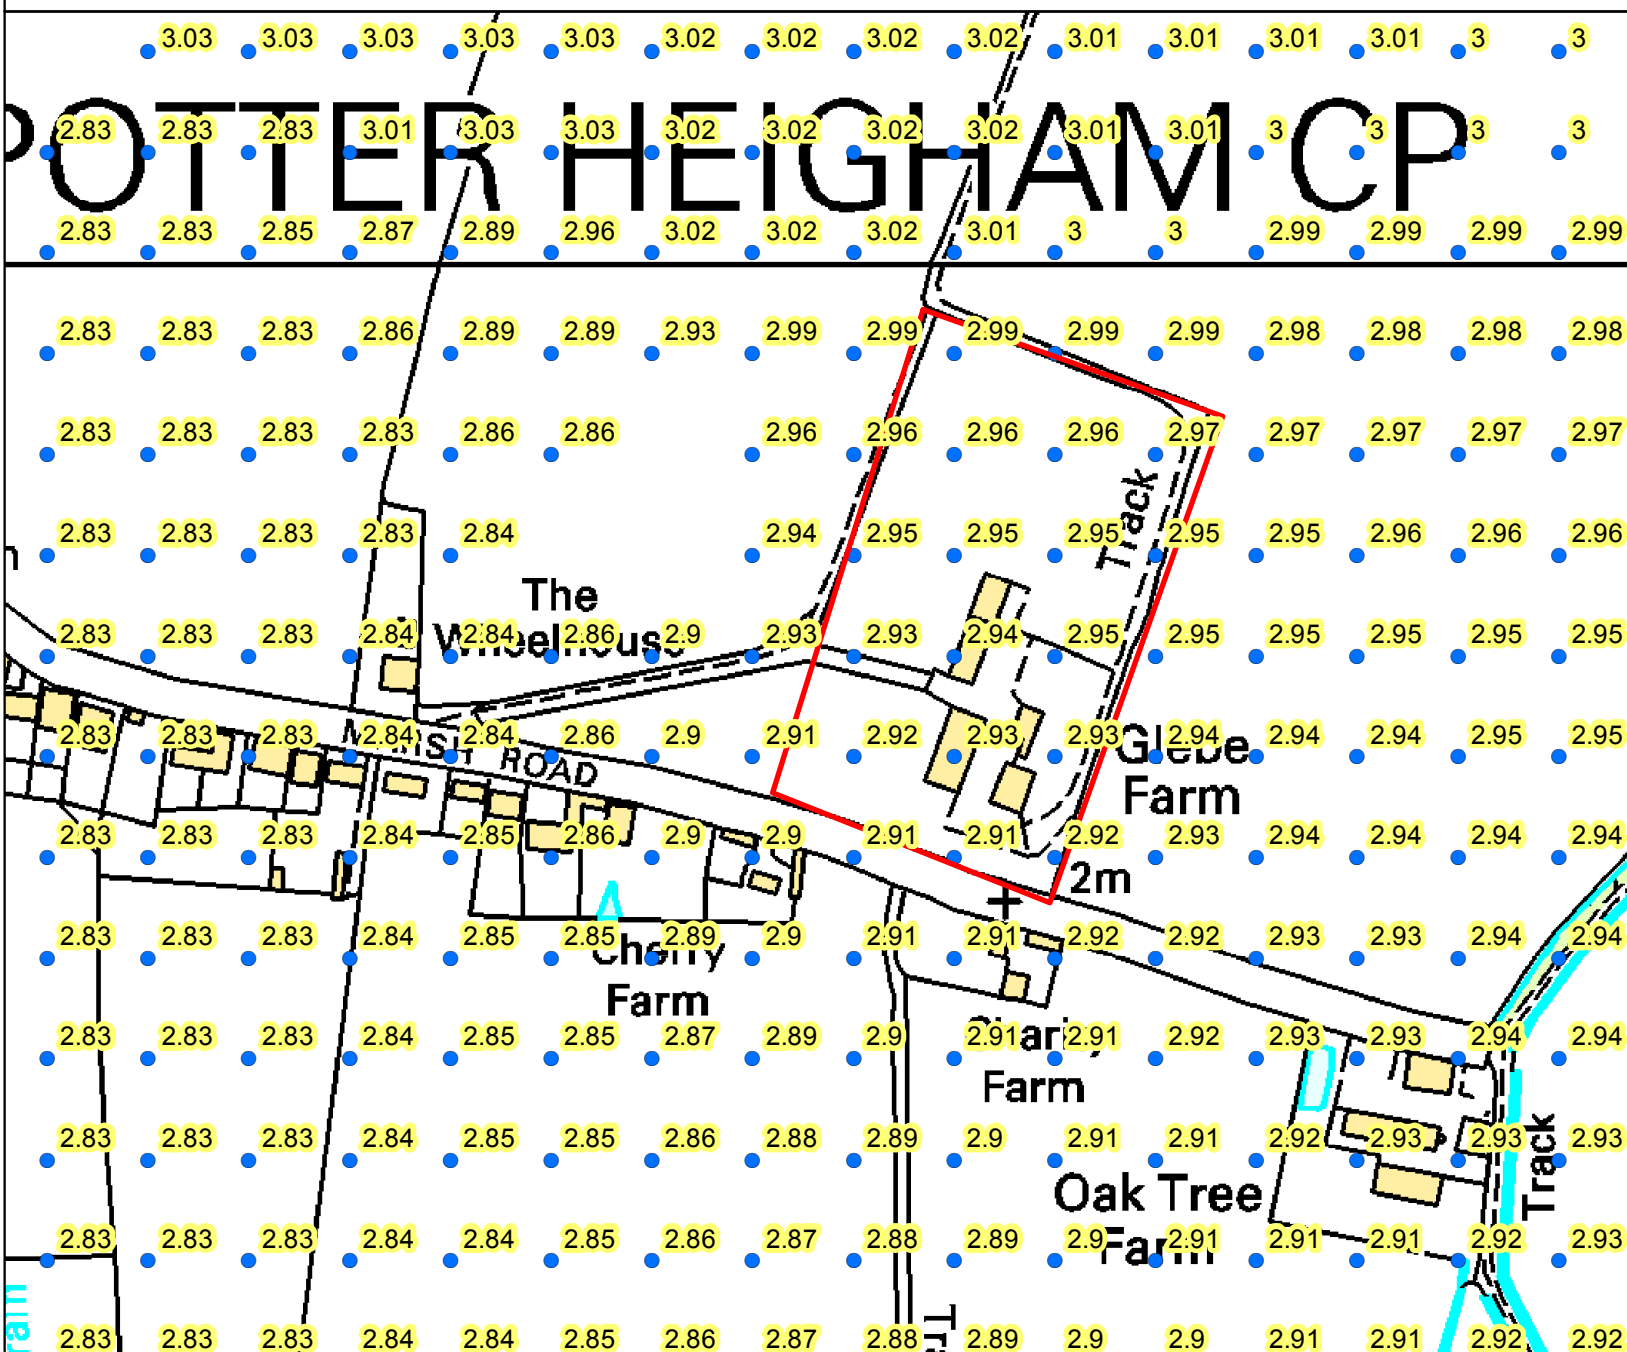 3.03 3.03 3.03 3.03 3.03 3.02 3.02 3.02 3.02 3.01 3.01 3.01 3.01 3 3
POTTER HEIGHAM CP
2.83 2.83 2.83 3.01 3.03 3.03 3.02 3.02 3.02 3.02 3.01 3.01 3 3 3 3
2.83 2.83 2.85 2.87 2.89 2.96 3.02 3.02 3.02 3.01 3 3 2.99 2.99 2.99 2.99
2.83 2.83 2.83 2.86 2.89 2.89 2.93 2.99 2.99 2.99 2.99 2.99 2.98 2.98 2.98 2.98
2.83 2.83 2.83 2.83 2.86 2.86 2.96 2.96 2.96 2.96 2.97 2.97 2.97 2.97 2.97
Track
2.83 2.83 2.83 2.83 2.84 2.94 2.95 2.95 2.95 2.95 2.95 2.96 2.96 2.96
The
Wheelhouse
2.83 2.83 2.83 2.84 2.84 2.86 2.9 2.93 2.93 2.94 2.95 2.95 2.95 2.95 2.95 2.95
MARSH ROAD
2.83 2.83 2.83 2.84 2.84 2.86 2.9 2.91 2.92 2.93 2.93 2.94 2.94 2.94 2.95 2.95
Glebe
Farm
2.83 2.83 2.83 2.84 2.85 2.86 2.9 2.9 2.91 2.91 2.92 2.93 2.94 2.94 2.94 2.94
2m
2.83 2.83 2.83 2.84 2.85 2.85 2.89 2.9 2.91 2.91 2.92 2.92 2.93 2.93 2.94 2.94
Cherry
Farm
2.83 2.83 2.83 2.84 2.85 2.85 2.87 2.89 2.9 2.91 2.91 2.92 2.93 2.93 2.94 2.94
Farm
2.83 2.83 2.83 2.84 2.85 2.85 2.86 2.88 2.89 2.9 2.91 2.91 2.92 2.93 2.93 2.93
Track
Oak Tree
Farm
2.83 2.83 2.83 2.84 2.84 2.85 2.86 2.87 2.88 2.89 2.9 2.91 2.91 2.91 2.92 2.93
2.83 2.83 2.83 2.84 2.84 2.85 2.86 2.87 2.88 2.89 2.9 2.9 2.91 2.91 2.92 2.92